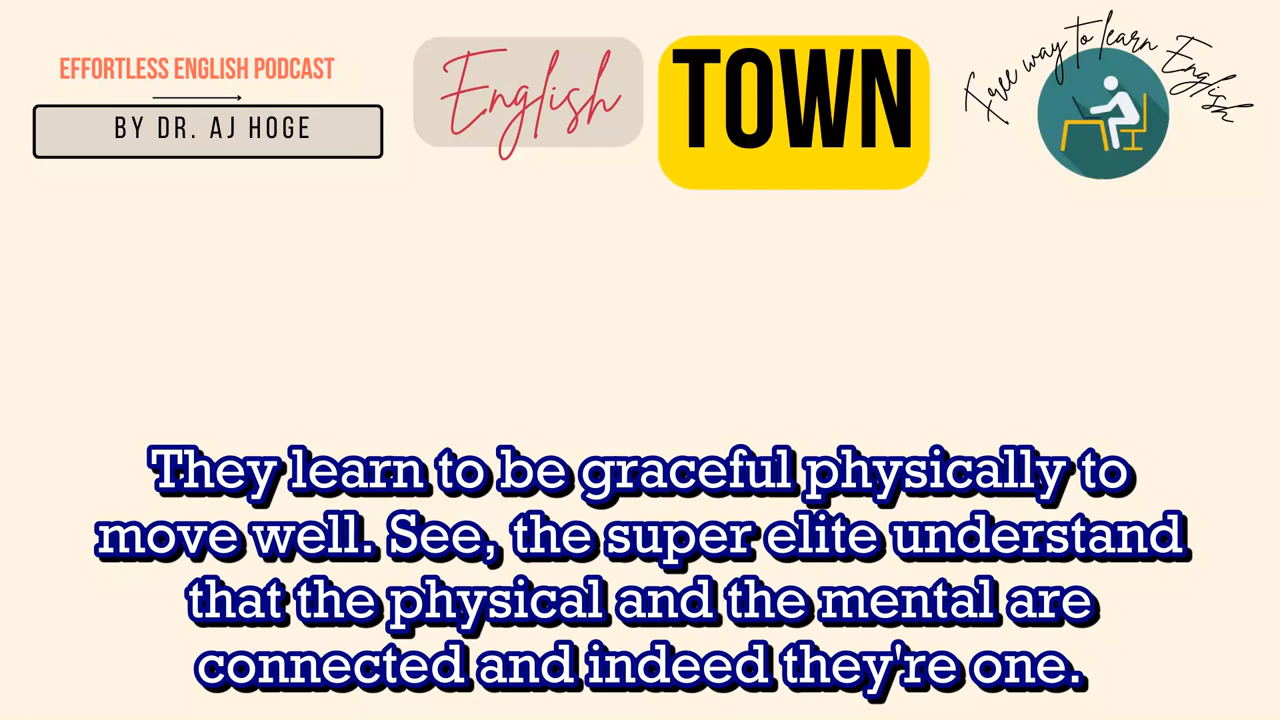 EFFORTLESS ENGLISH PODCAST
BY DR. AJ HOGE
English
TOWN
Free way to learn English
They learn to be graceful physically to
move well. See, the super elite understand
that the physical and the mental are
connected and indeed they're one.